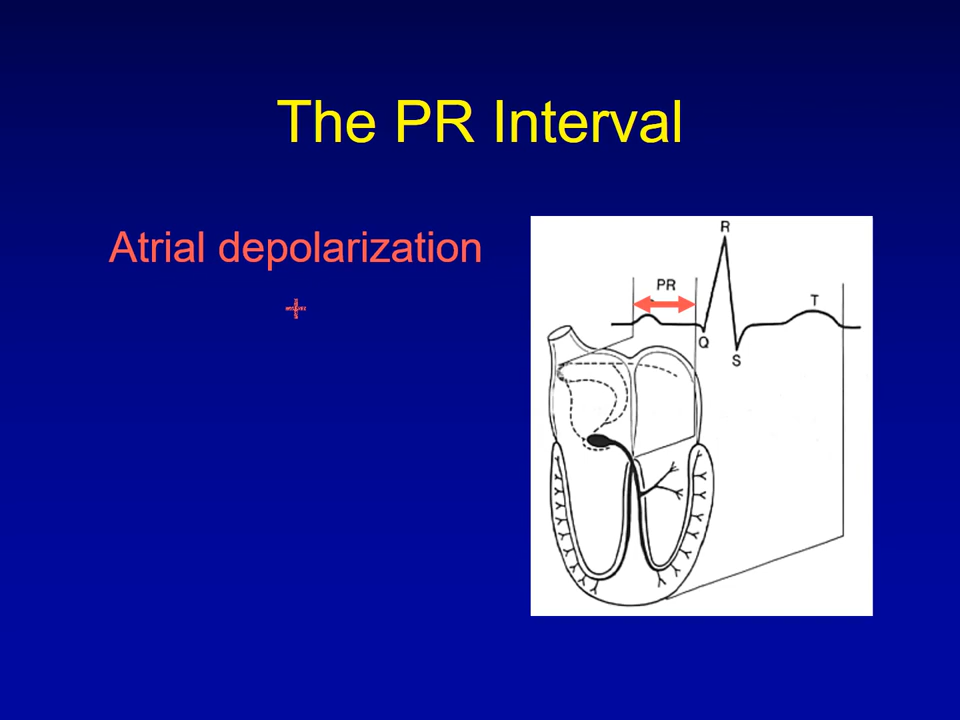 The PR Interval
Atrial depolarization
+
R
PR
T
Q
S